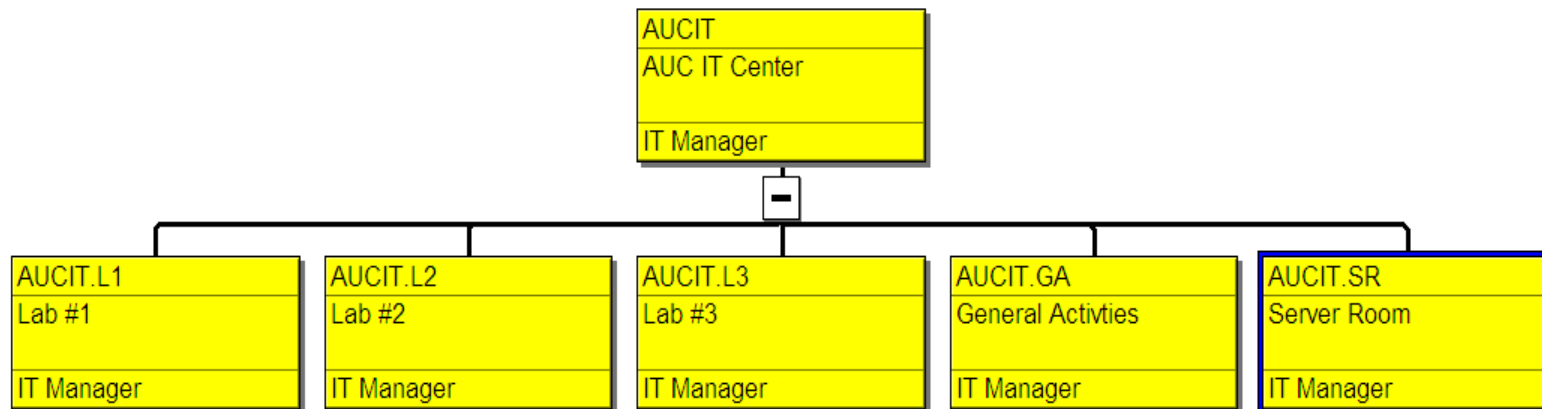 AUCIT
AUC IT Center
IT Manager
AUCIT.L1
Lab #1
IT Manager
AUCIT.L2
Lab #2
IT Manager
AUCIT.L3
Lab #3
IT Manager
AUCIT.GA
General Activties
IT Manager
AUCIT.SR
Server Room
IT Manager